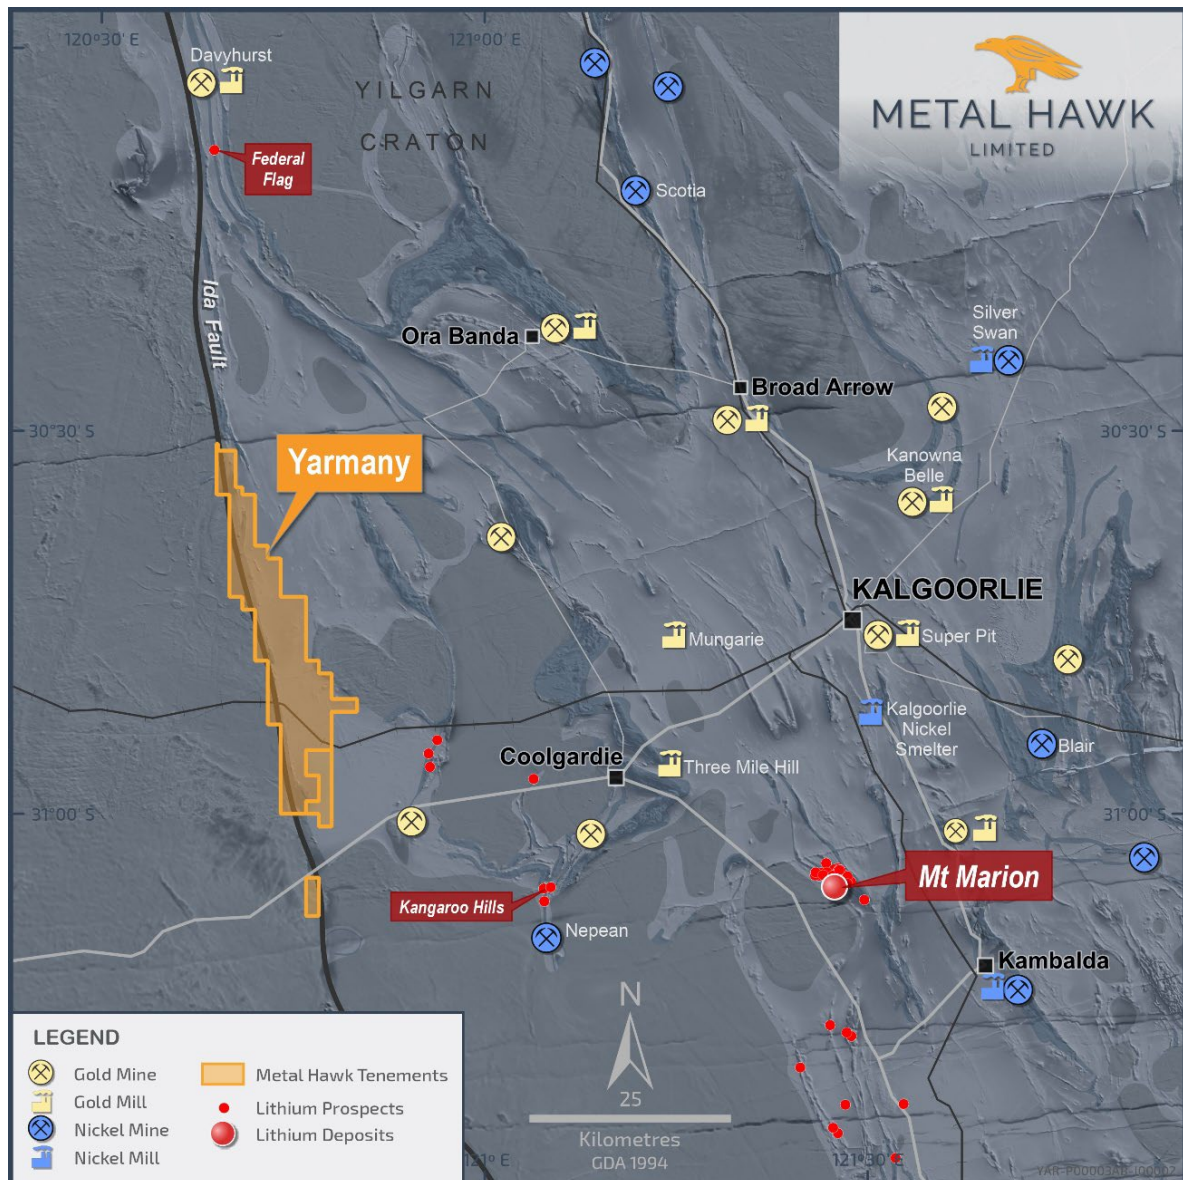 120°30' E
121°00' E
METAL HAWK
LIMITED
Davyhurst
YILGARN
CRATON
Federal
Flag
Scotia
Ida Fault
Silver
Swan
Ora Banda
Broad Arrow
30°30' S
30°30' S
Yarmany
Kanowna
Belle
KALGOORLIE
Mungarie
Super Pit
Kalgoorlie
Nickel
Smelter
Blair
Coolgardie
Three Mile Hill
31°00' S
31°00' S
Mt Marion
Kangaroo Hills
Nepean
Kambalda
N
25
Kilometres
GDA 1994
LEGEND
Gold Mine
Gold Mill
Nickel Mine
Nickel Mill
Metal Hawk Tenements
Lithium Prospects
Lithium Deposits
121° E
121°30' E